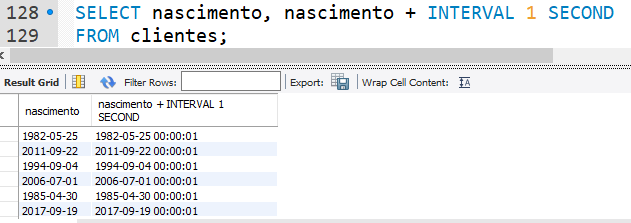 128 SELECT nascimento, nascimento + INTERVAL 1 SECOND
129 FROM clientes;
Result Grid Filter Rows: Export: Wrap Cell Content:
nascimento nascimento + INTERVAL 1
SECOND
1982-05-25 1982-05-25 00:00:01
2011-09-22 2011-09-22 00:00:01
1994-09-04 1994-09-04 00:00:01
2006-07-01 2006-07-01 00:00:01
1985-04-30 1985-04-30 00:00:01
2017-09-19 2017-09-19 00:00:01